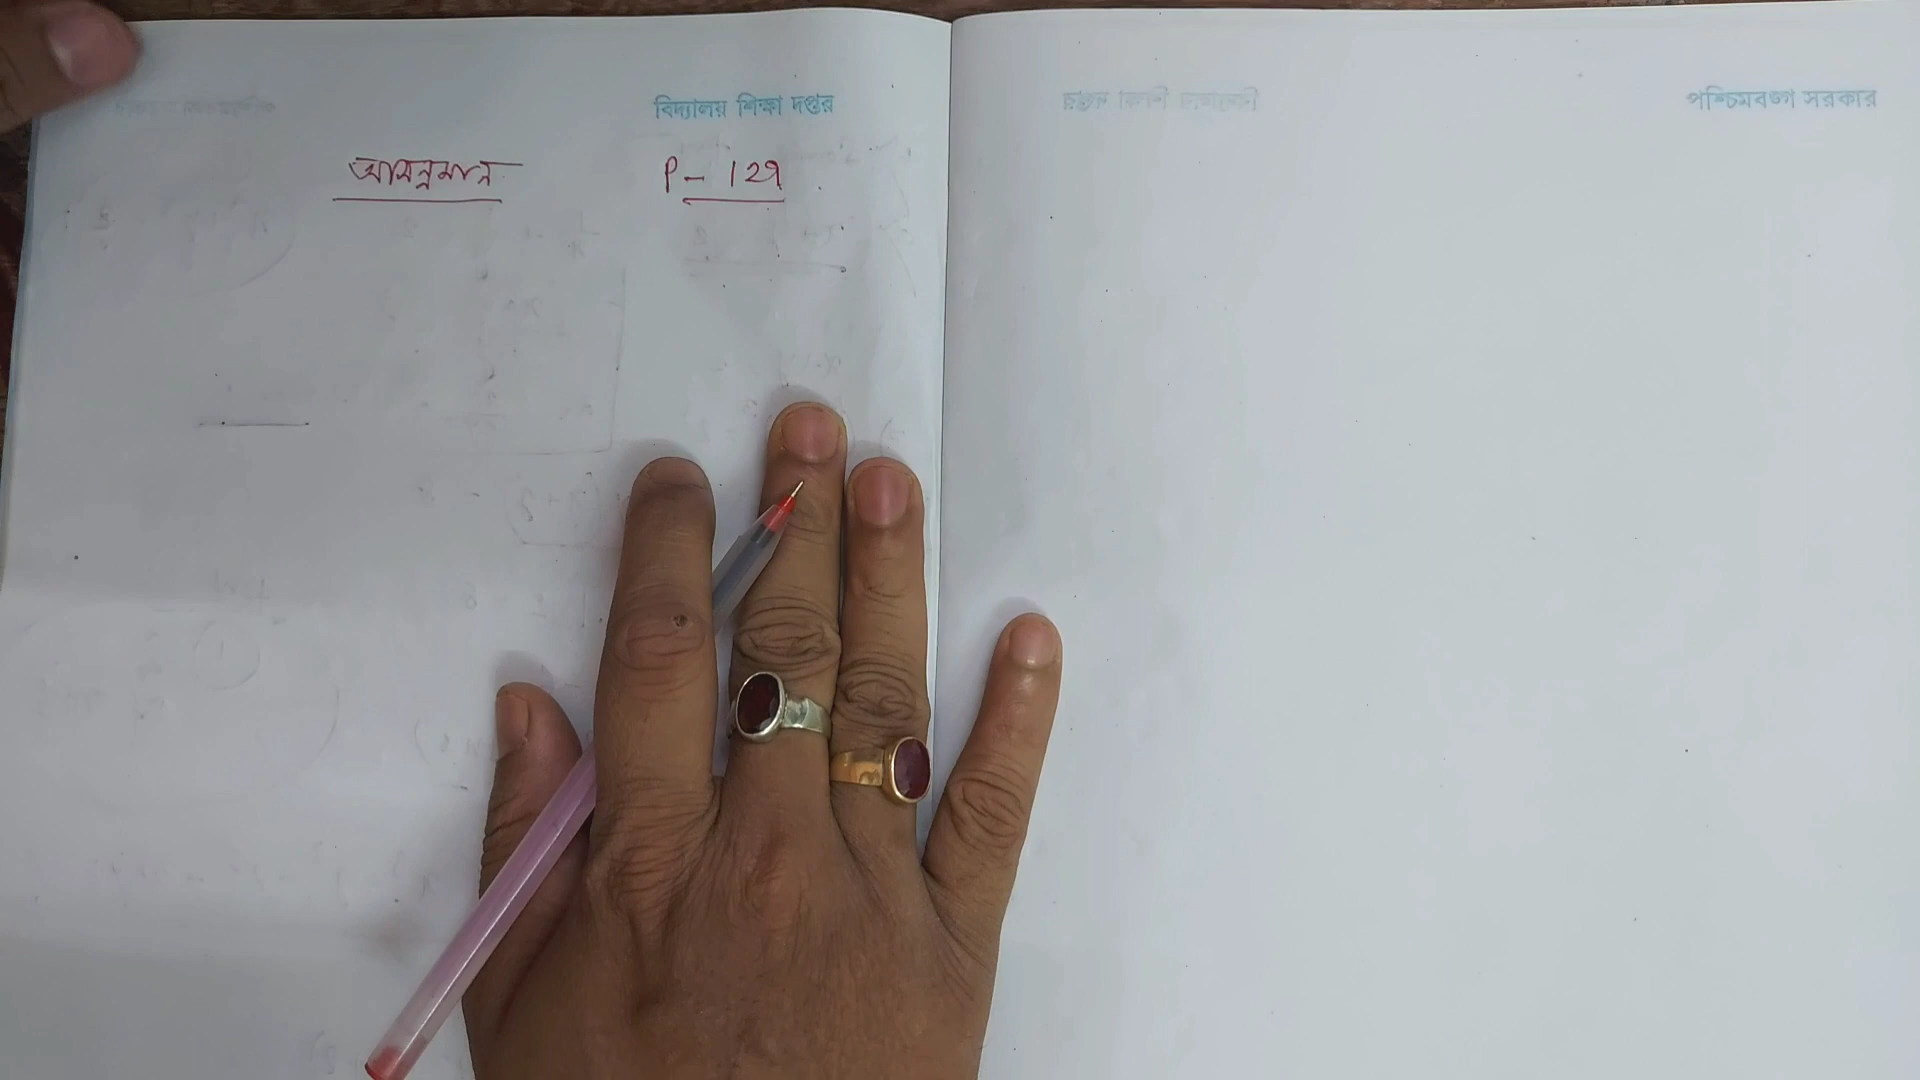 বিদ্যালয় শিক্ষা দপ্তর
পশ্চিমবঙ্গ সরকার
আসন্নমান P - 129